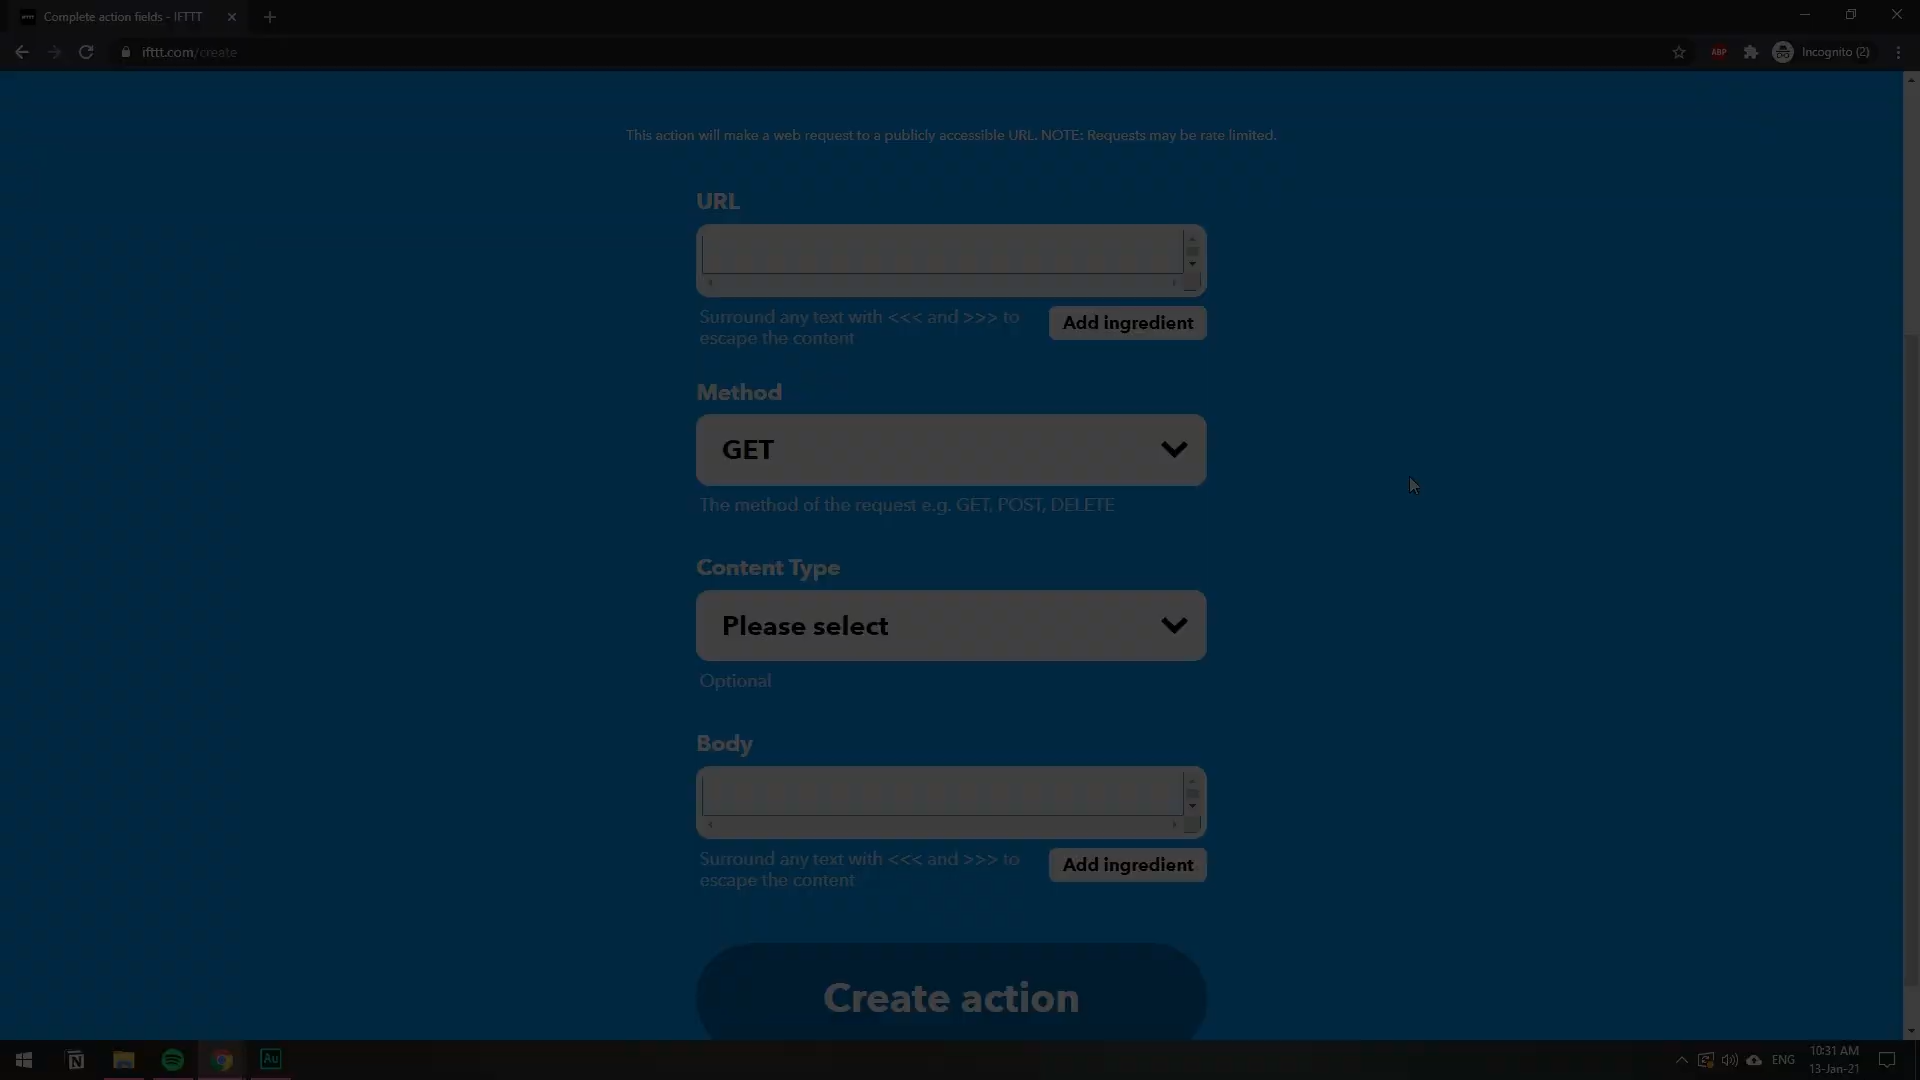 Complete action fields - IFTTT
ifttt.com/create
ABP
Incognito (2)
This action will make a web request to a publicly accessible URL. NOTE: Requests may be rate limited.
URL
Surround any text with <<< and >>> to
escape the content
Add ingredient
Method
GET
The method of the request e.g. GET, POST, DELETE
Content Type
Please select
Optional
Body
Surround any text with <<< and >>> to
escape the content
Add ingredient
Create action
Au
ENG
10:31 AM
13-Jan-21